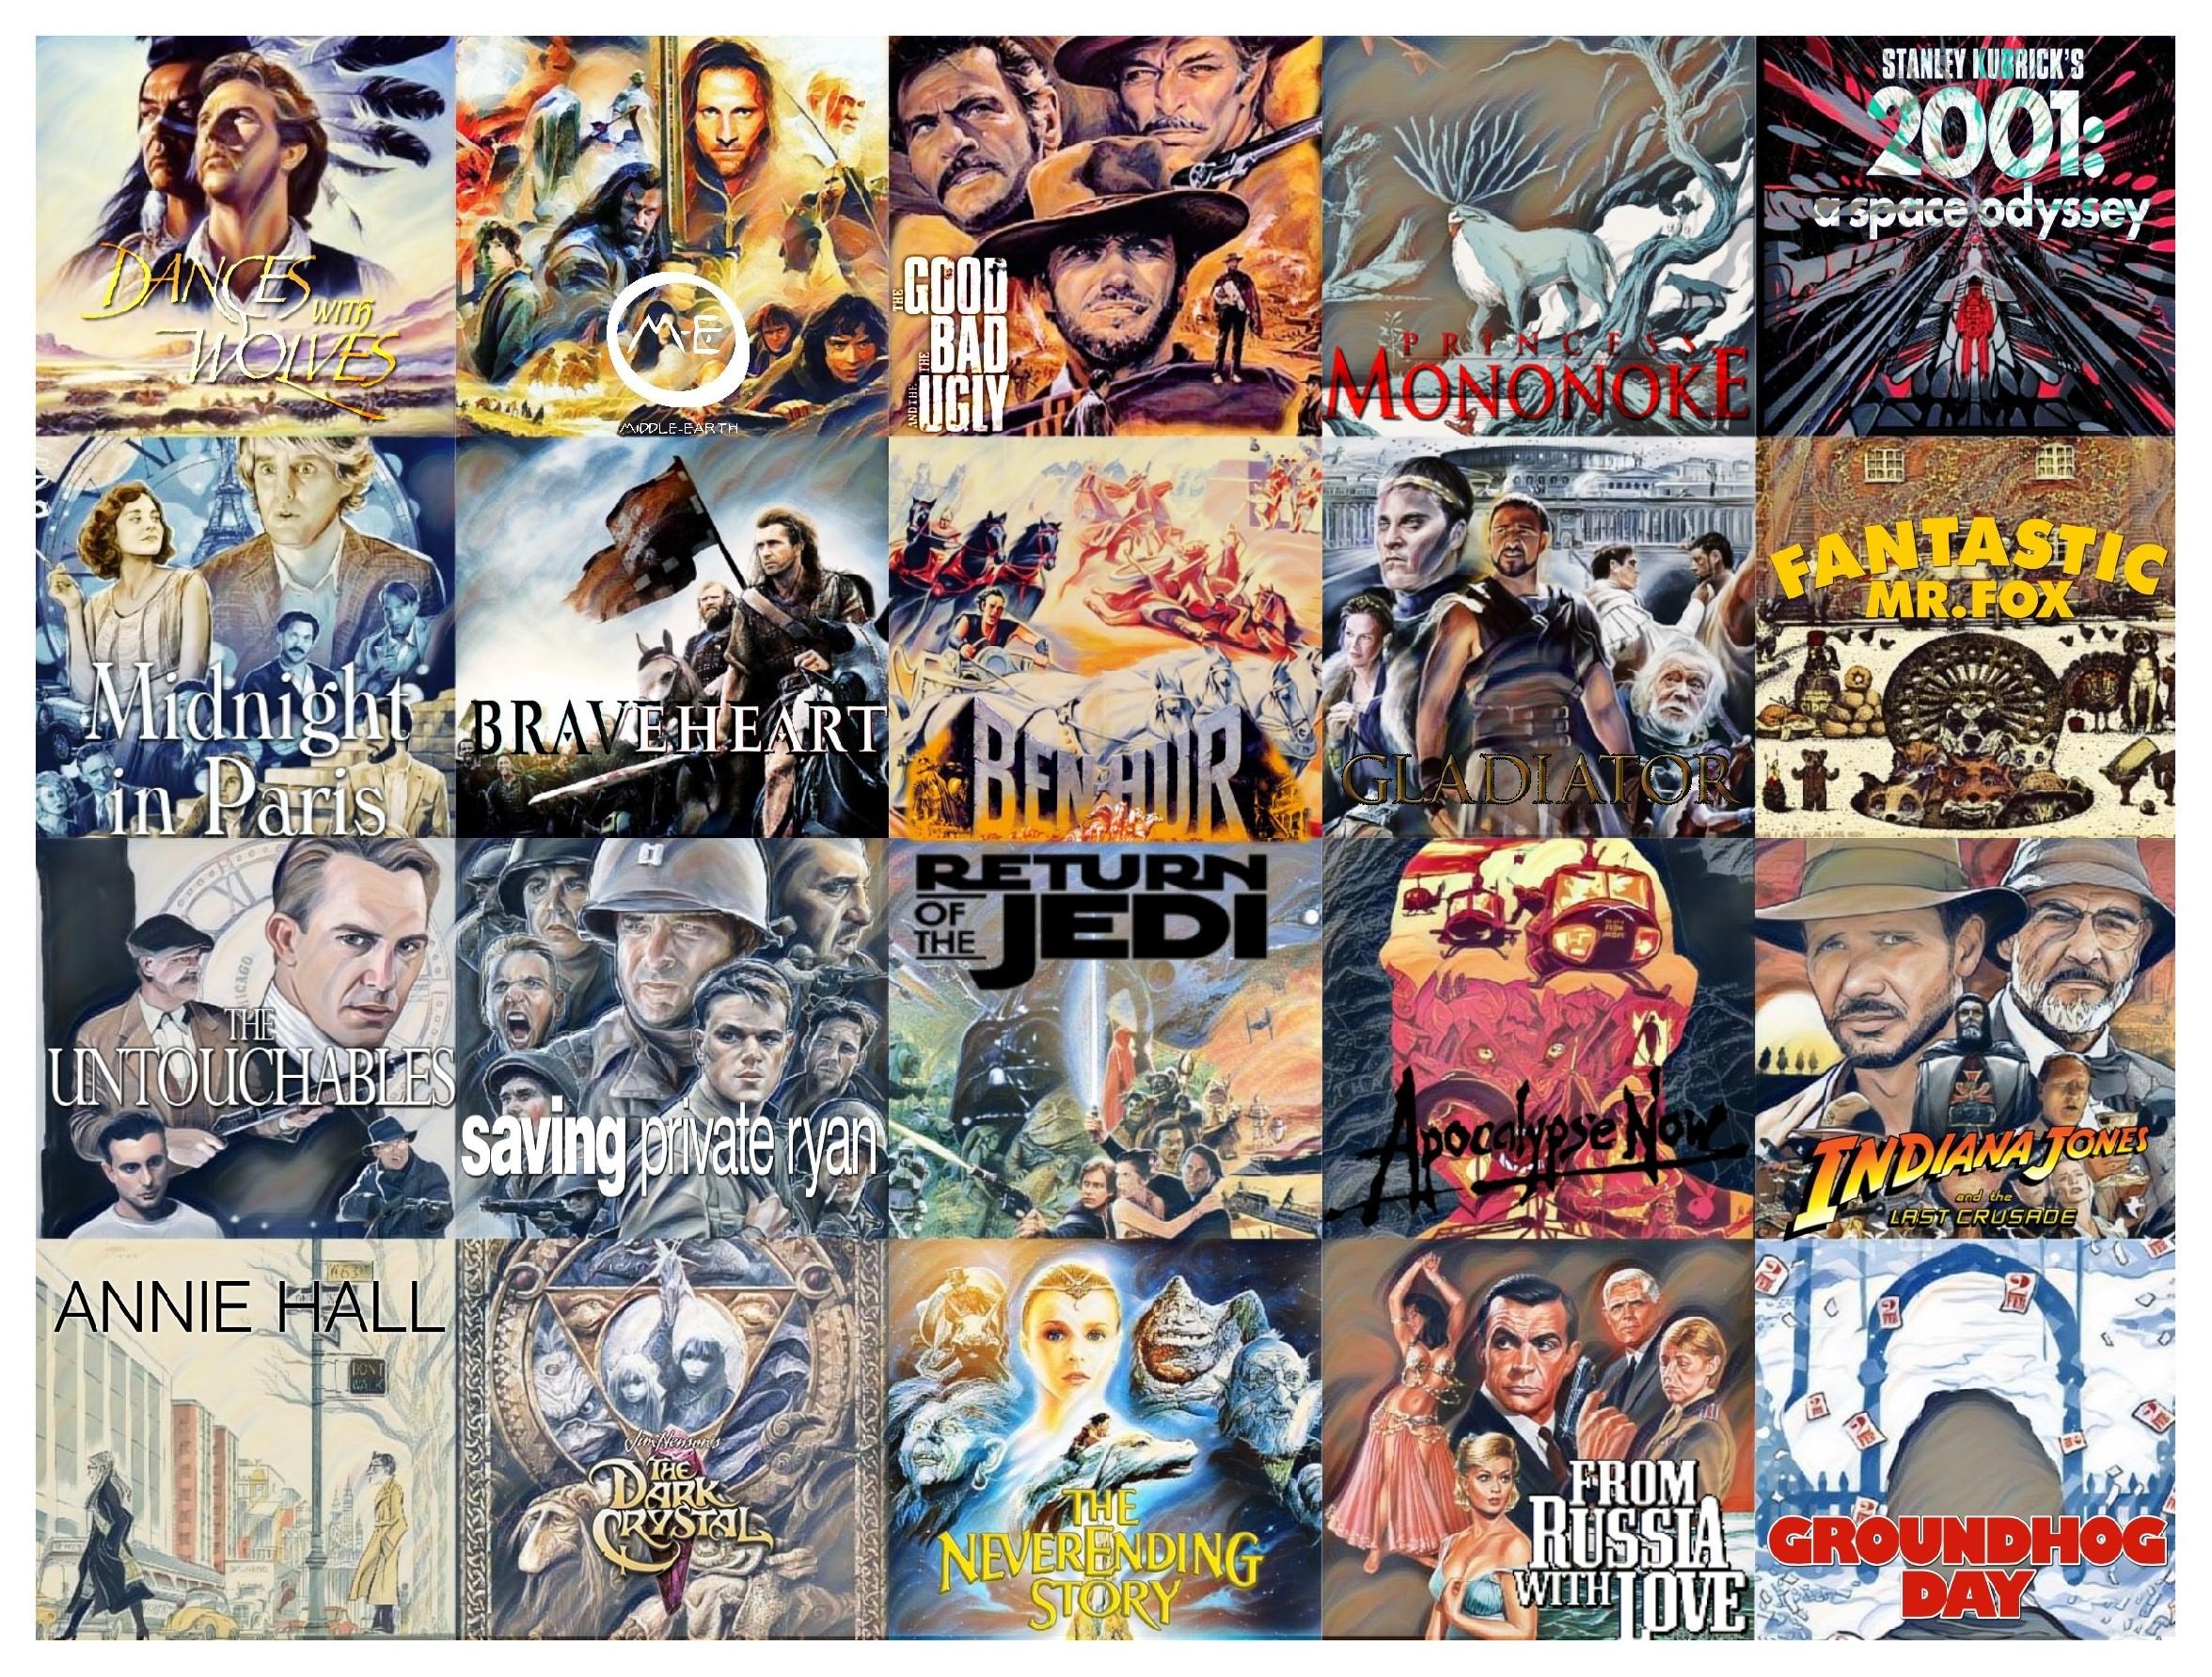 DANCES
WITH
WOLVES
M-E
MIDDLE-EARTH
THE
GOOD
THE
BAD
AND THE
UGLY
PRINCESS
MONONOKE
STANLEY KUBRICK'S
2001:
a space odyssey
Midnight
in Paris
BRAVEHEART
BEN-HUR
GLADIATOR
FANTASTIC
MR.FOX
CHICAGO
THE
UNTOUCHABLES
saving private ryan
RETURN
OF THE
JEDI
Apocalypse Now
INDIANA JONES
and the
LAST CRUSADE
ANNIE HALL
DON'T
WALK
Jim Henson's
THE
DARK
CRYSTAL
THE
NEVERENDING
STORY
FROM
RUSSIA
WITH LOVE
2
FEB
GROUNDHOG
DAY